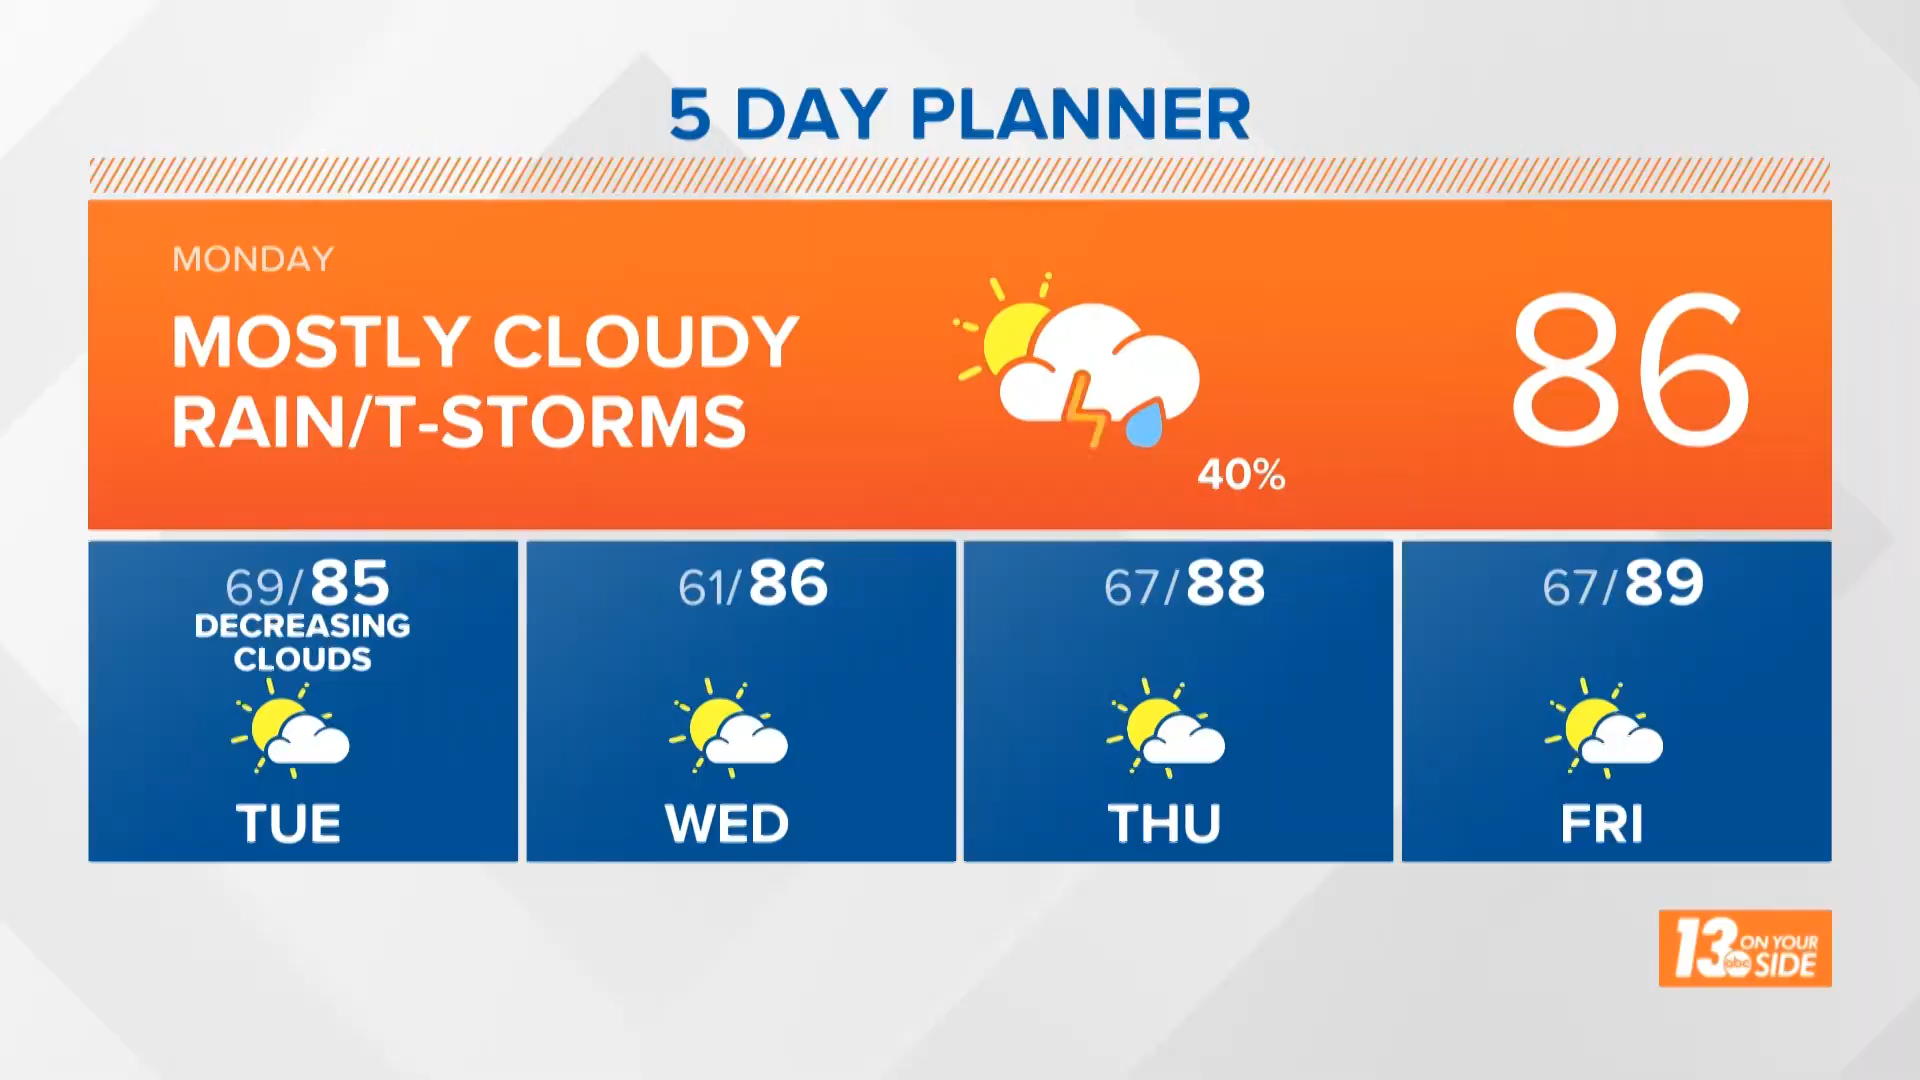 5 DAY PLANNER
MONDAY
MOSTLY CLOUDY
RAIN/T-STORMS
40%
86
69/85
DECREASING
CLOUDS
TUE
61/86
WED
67/88
THU
67/89
FRI
13 abc ON YOUR
SIDE